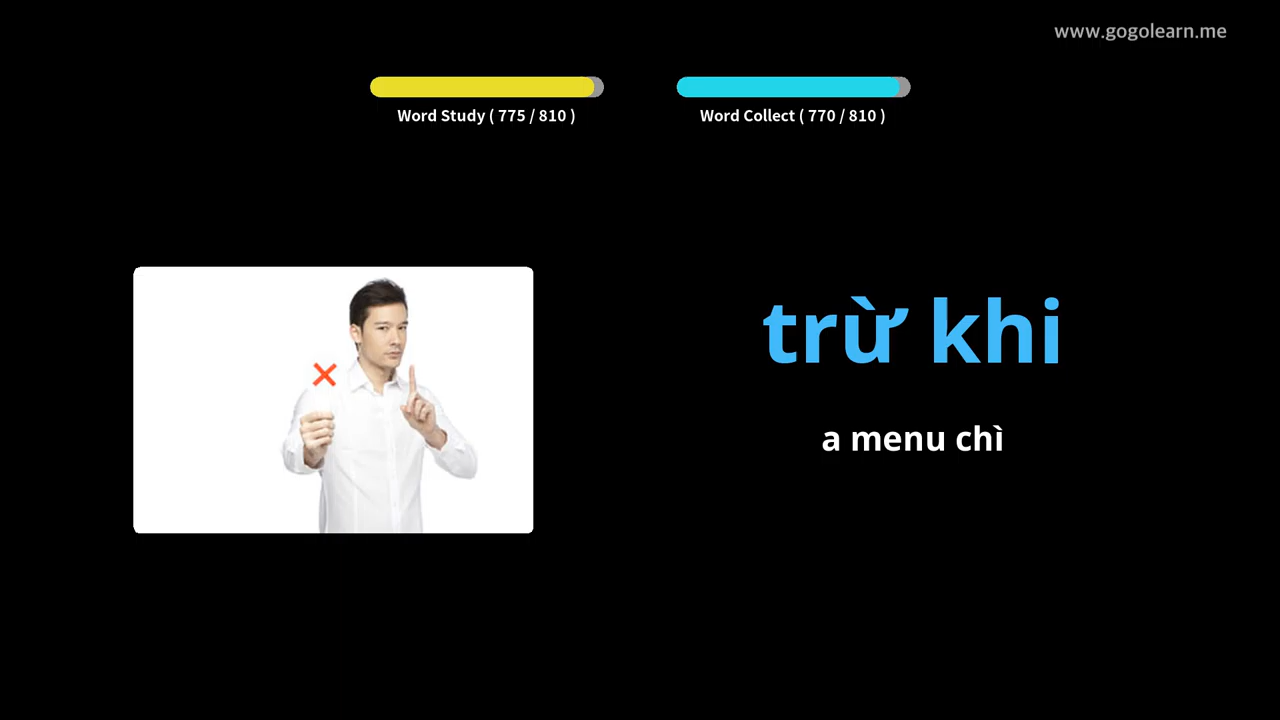 www.gogolearn.me
Word Study ( 775 / 810 )
Word Collect ( 770 / 810 )
trừ khi
a menu chì